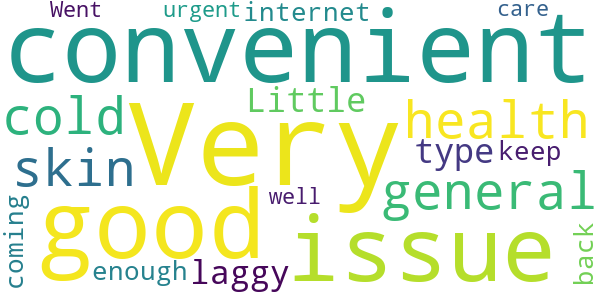 Went urgent internet care
convenient
cold Very Little health
skin type keep
good well general
coming enough laggy issue back